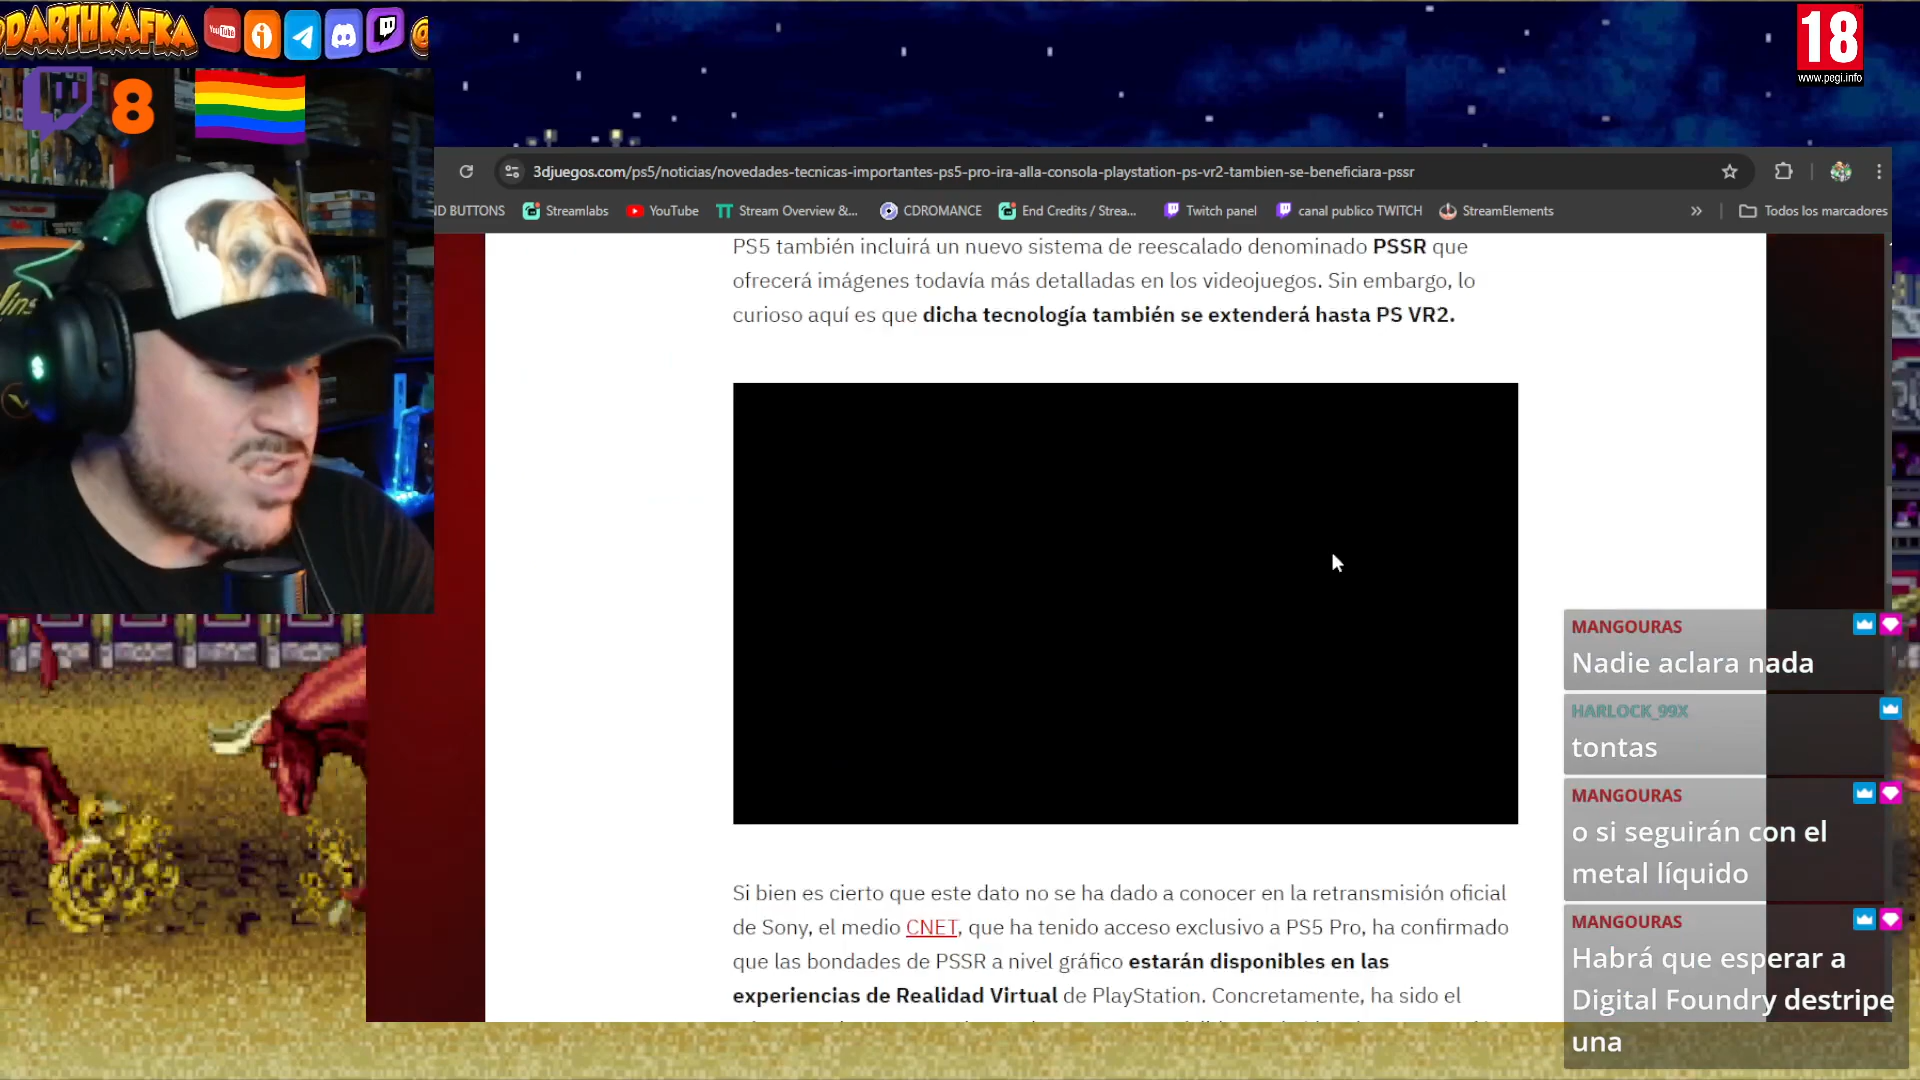 DARTHKAFKA
YouTube
8
18
www.pegi.info
3djuegos.com/ps5/noticias/novedades-tecnicas-importantes-ps5-pro-ira-alla-consola-playstation-ps-vr2-tambien-se-beneficiara-pssr
ND BUTTONS
Streamlabs
YouTube
Stream Overview &...
CDROMANCE
End Credits / Strea...
Twitch panel
canal publico TWITCH
StreamElements
»
Todos los marcadores
PS5 también incluirá un nuevo sistema de reescalado denominado PSSR que
ofrecerá imágenes todavía más detalladas en los videojuegos. Sin embargo, lo
curioso aquí es que dicha tecnología también se extenderá hasta PS VR2.
Si bien es cierto que este dato no se ha dado a conocer en la retransmisión oficial
de Sony, el medio CNET, que ha tenido acceso exclusivo a PS5 Pro, ha confirmado
que las bondades de PSSR a nivel gráfico estarán disponibles en las
experiencias de Realidad Virtual de PlayStation. Concretamente, ha sido el
MANGOURAS
Nadie aclara nada
HARLOCK_99X
tontas
MANGOURAS
o si seguirán con el
metal líquido
MANGOURAS
Habrá que esperar a
Digital Foundry destripe
una